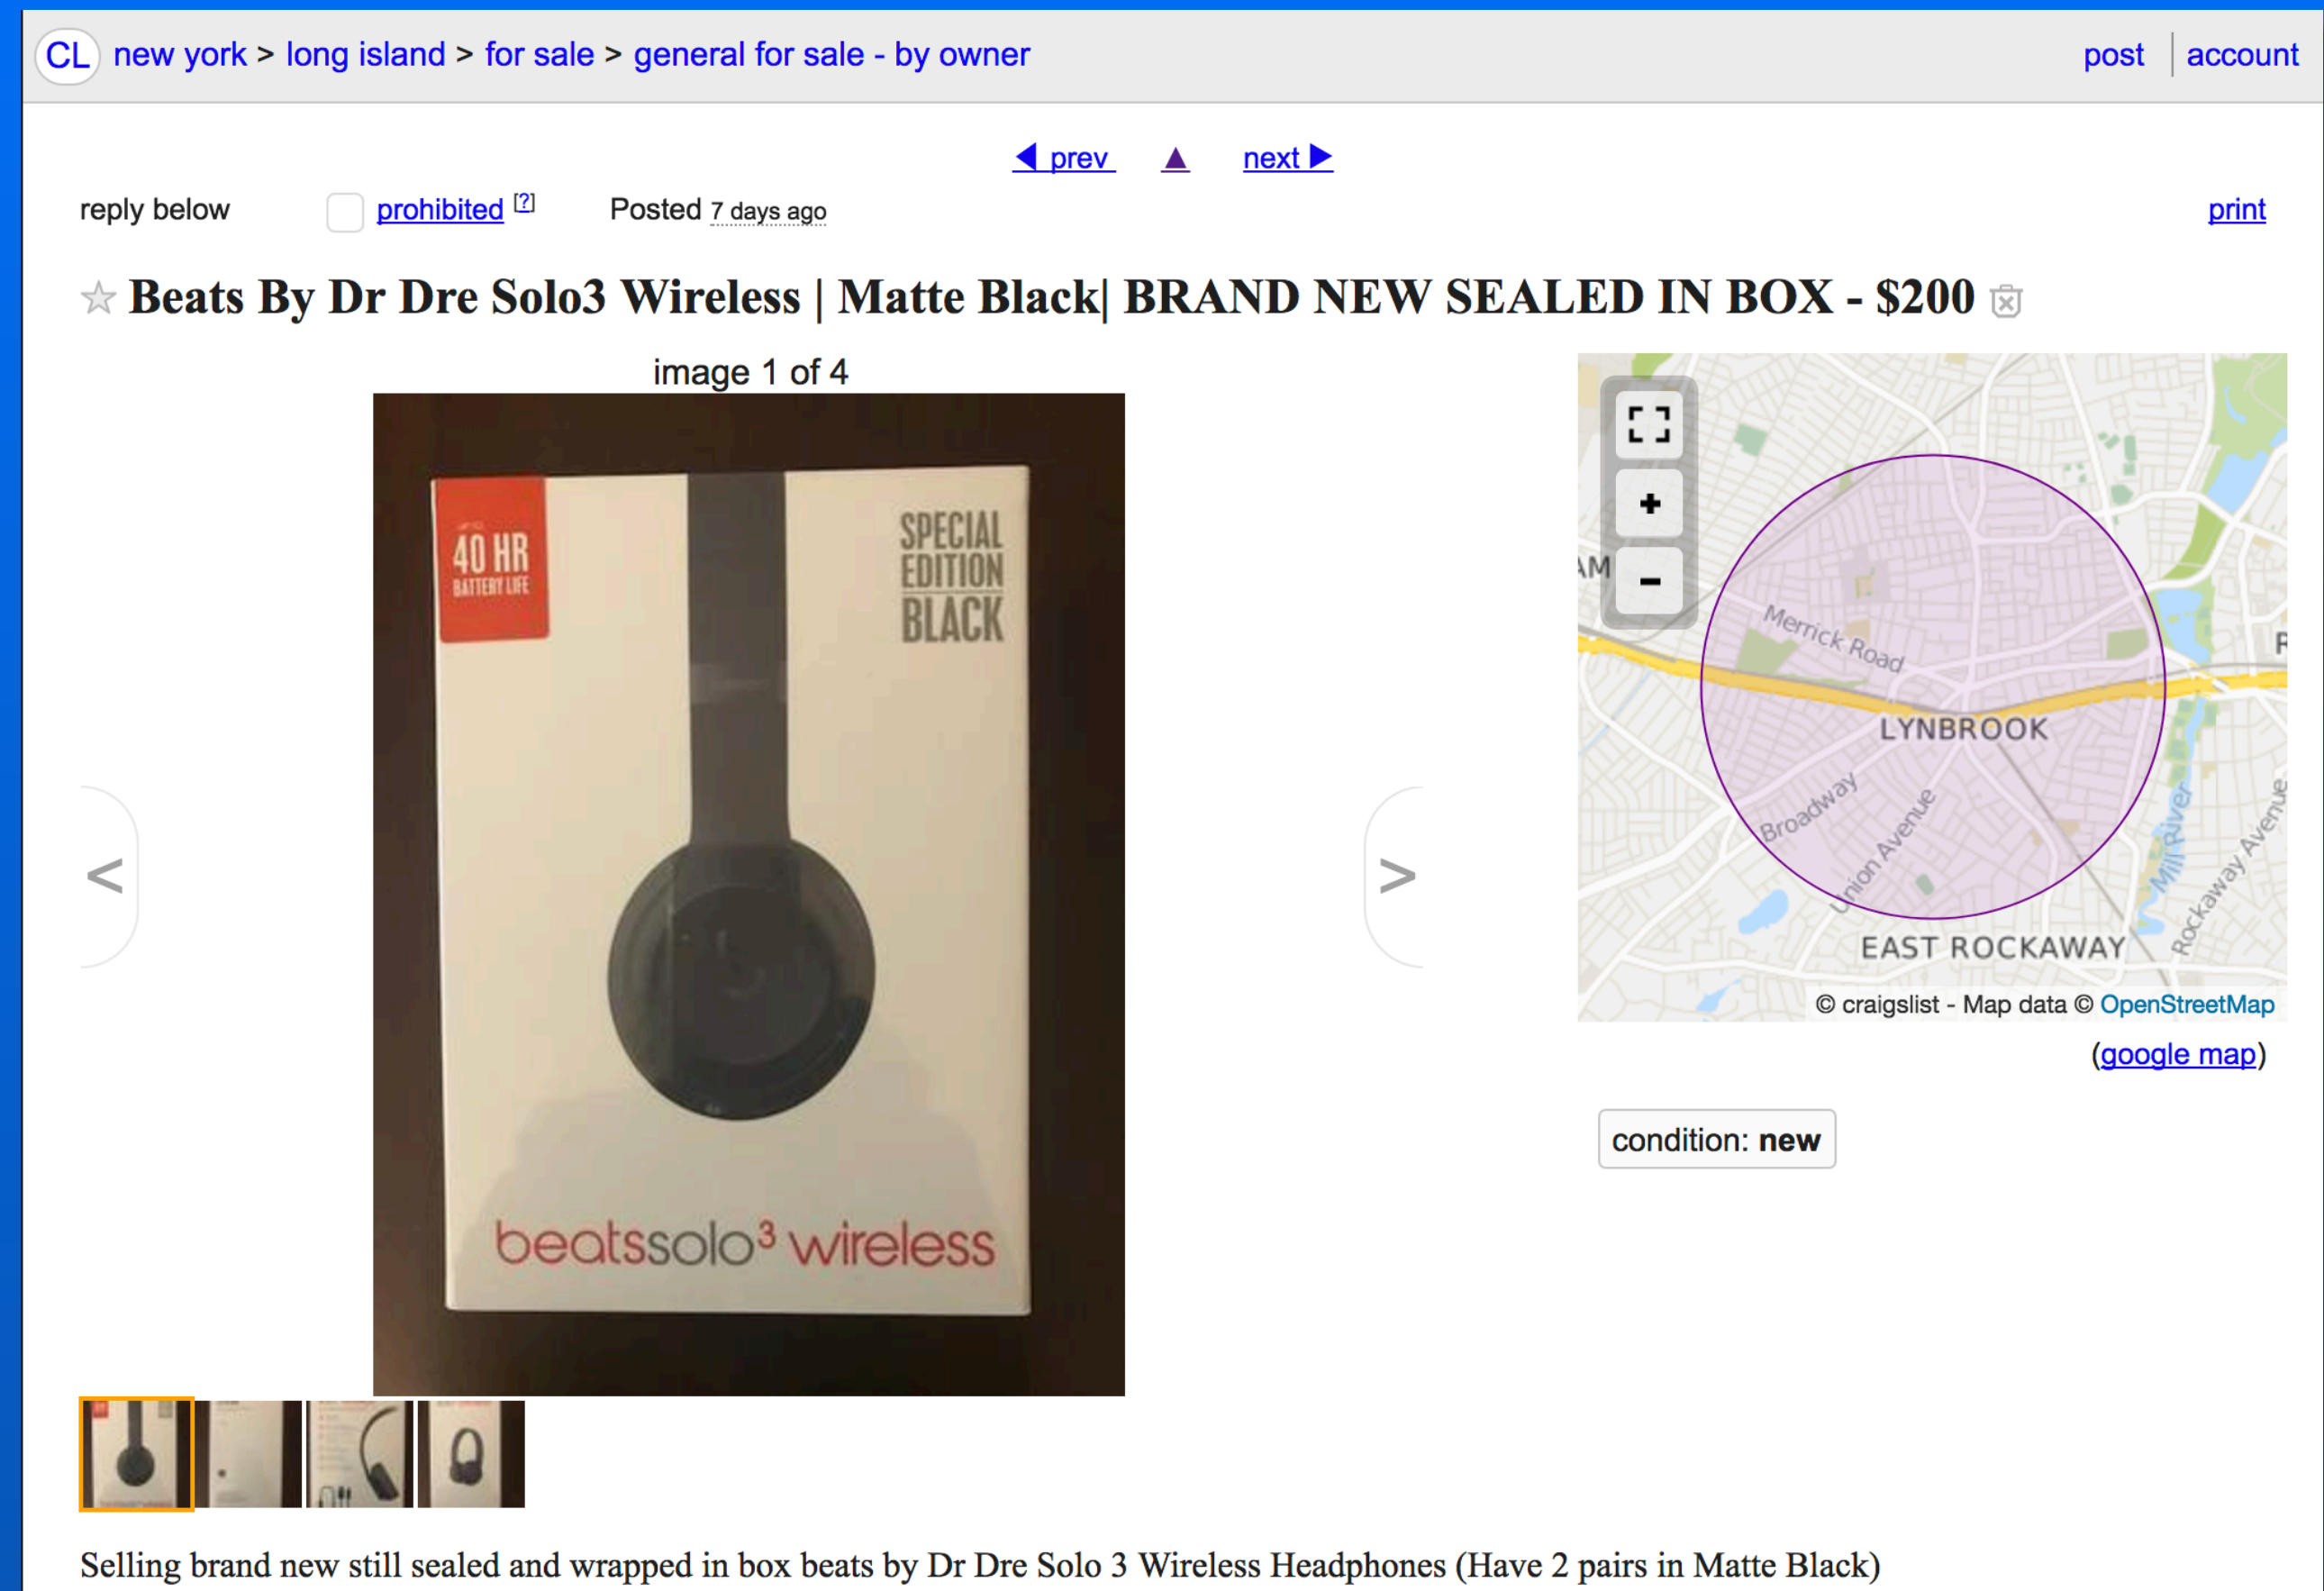 CL new york > long island > for sale > general for sale - by owner
post account
◀ prev ▲ next ▶
reply below prohibited [?] Posted 7 days ago print
☆ Beats By Dr Dre Solo3 Wireless | Matte Black| BRAND NEW SEALED IN BOX - $200
image 1 of 4
40 HR
BATTERY LIFE
SPECIAL
EDITION
BLACK
beatssolo³ wireless
<
>
+
-
AM
Merrick Road
R
LYNBROOK
Broadway
Union Avenue
Mill River
Rockaway Avenue
EAST ROCKAWAY
© craigslist - Map data © OpenStreetMap
(google map)
condition: new
Selling brand new still sealed and wrapped in box beats by Dr Dre Solo 3 Wireless Headphones (Have 2 pairs in Matte Black)